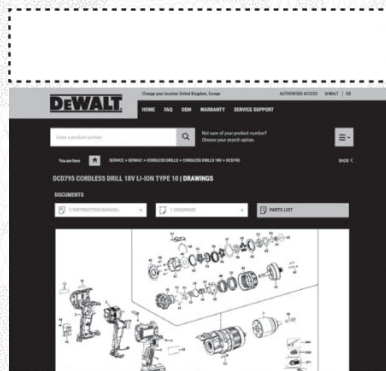 Change your location United Kingdom, Europe
AUTHORISED ACCESS DeWALT | GB
DEWALT
HOME FAQ OEM WARRANTY SERVICE SUPPORT
Enter a product number
Not sure of your product number?
Choose your search option.
You are here SERVICE > DEWALT > CORDLESS DRILLS > CORDLESS DRILLS 18V > DCD795
BACK <
DCD795 CORDLESS DRILL 18V LI-ION TYPE 10 | DRAWINGS
DOCUMENTS
PARTS LIST